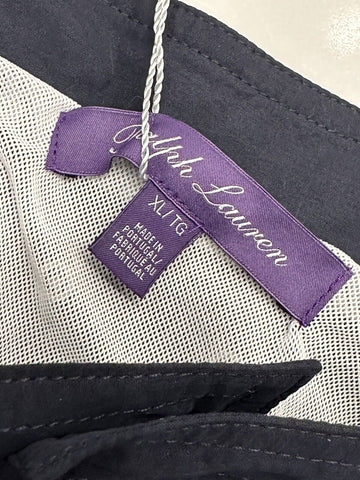 Ralph Lauren
XL/TG
MADE IN
PORTUGAL/
FABRIQUÉ AU
PORTUGAL